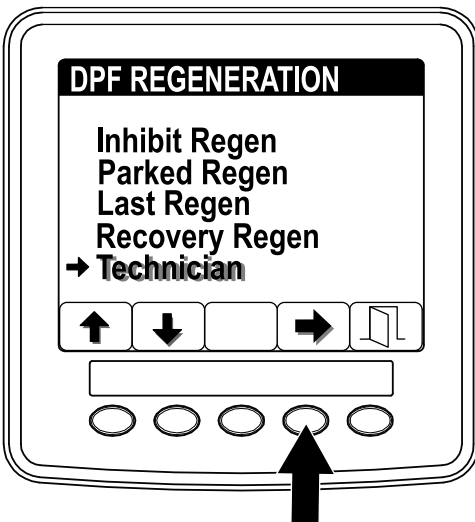 DPF REGENERATION
Inhibit Regen
Parked Regen
Last Regen
Recovery Regen
Technician